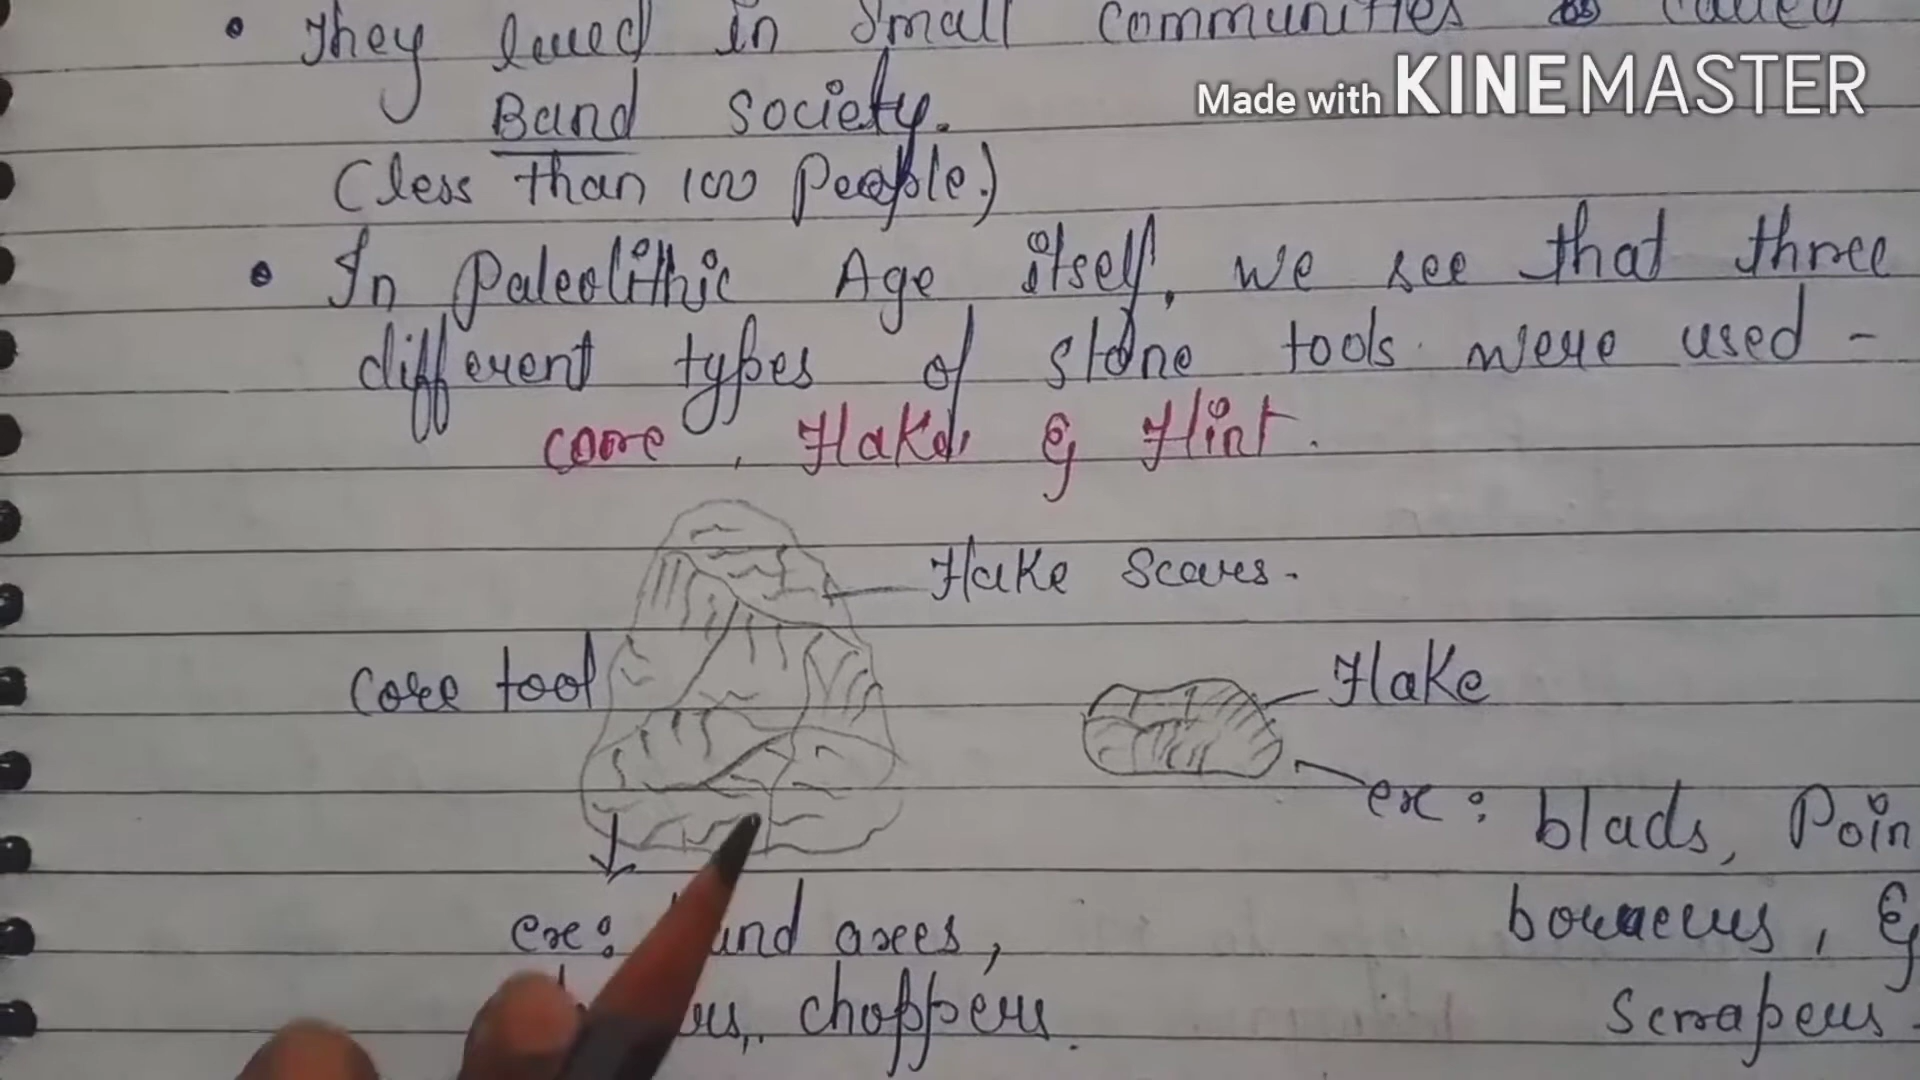 • They lived in small communities as called
Made with KINEMASTER
Band society.
(less than 100 People.)
• In Paleolithic Age itself, we see that three
different types of stone tools were used -
core, Flake, & Flint.
Flake Scars.
Core tool
Flake
ex: blads, Poin
ex: and axes,
&
choppers.
Scrapers.